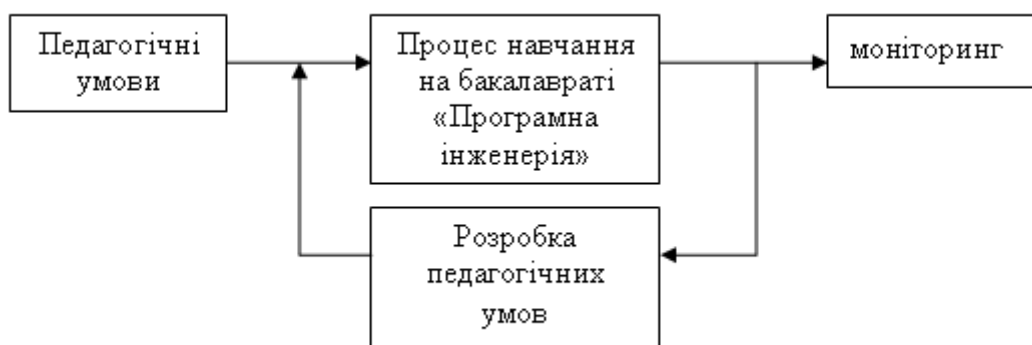 Педагогічні
умови
Процес навчання
на бакалавраті
«Програмна
інженерія»
моніторинг
Розробка
педагогічних
умов